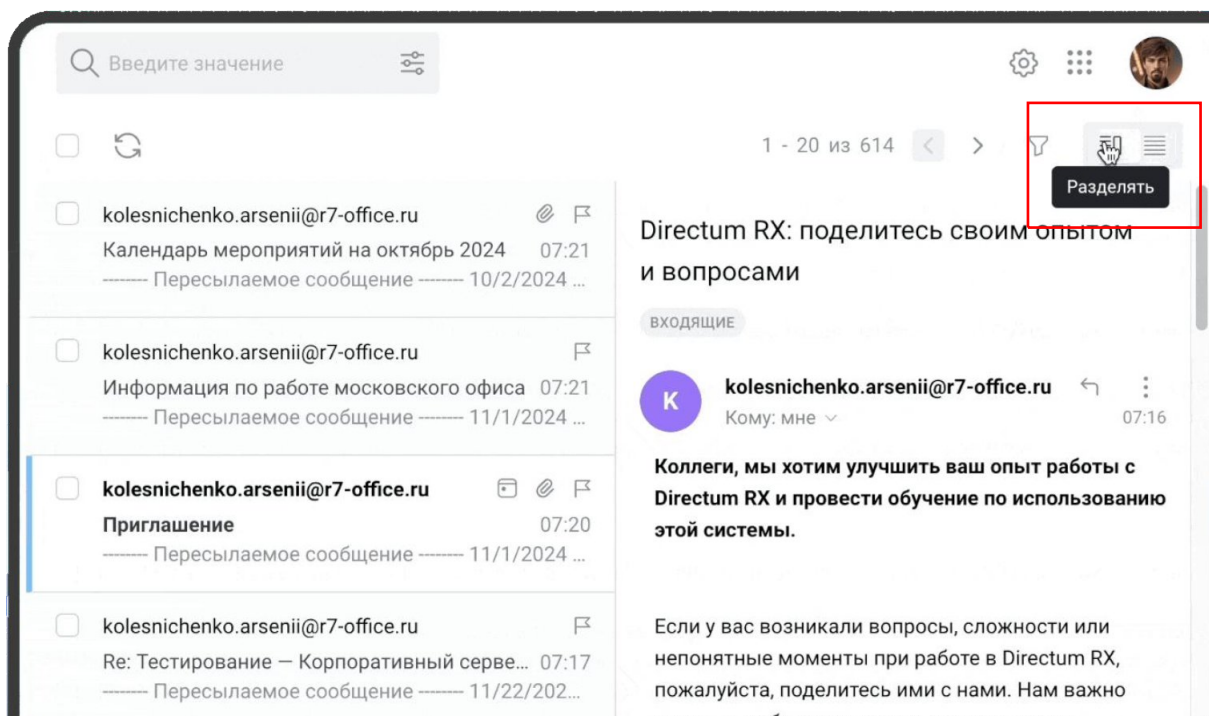 Введите значение
1 - 20 из 614
Разделять
kolesnichenko.arsenii@r7-office.ru
Календарь мероприятий на октябрь 2024 07:21
-------- Пересылаемое сообщение -------- 10/2/2024 ...
kolesnichenko.arsenii@r7-office.ru
Информация по работе московского офиса 07:21
-------- Пересылаемое сообщение -------- 11/1/2024 ...
kolesnichenko.arsenii@r7-office.ru
Приглашение 07:20
-------- Пересылаемое сообщение -------- 11/1/2024 ...
kolesnichenko.arsenii@r7-office.ru
Re: Тестирование — Корпоративный серве... 07:17
-------- Пересылаемое сообщение -------- 11/22/202...
Directum RX: поделитесь своим опытом
и вопросами
ВХОДЯЩИЕ
K
kolesnichenko.arsenii@r7-office.ru
Кому: мне 07:16
Коллеги, мы хотим улучшить ваш опыт работы с
Directum RX и провести обучение по использованию
этой системы.
Если у вас возникали вопросы, сложности или
непонятные моменты при работе в Directum RX,
пожалуйста, поделитесь ими с нами. Нам важно